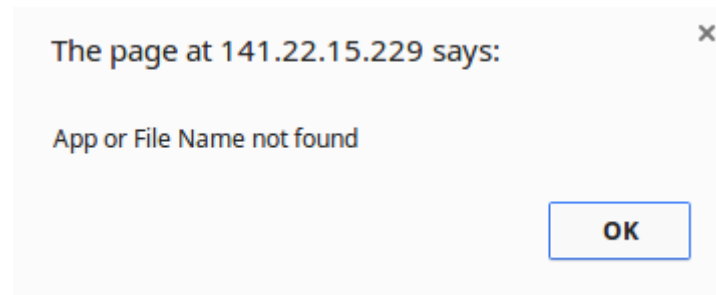 The page at 141.22.15.229 says:
App or File Name not found
OK